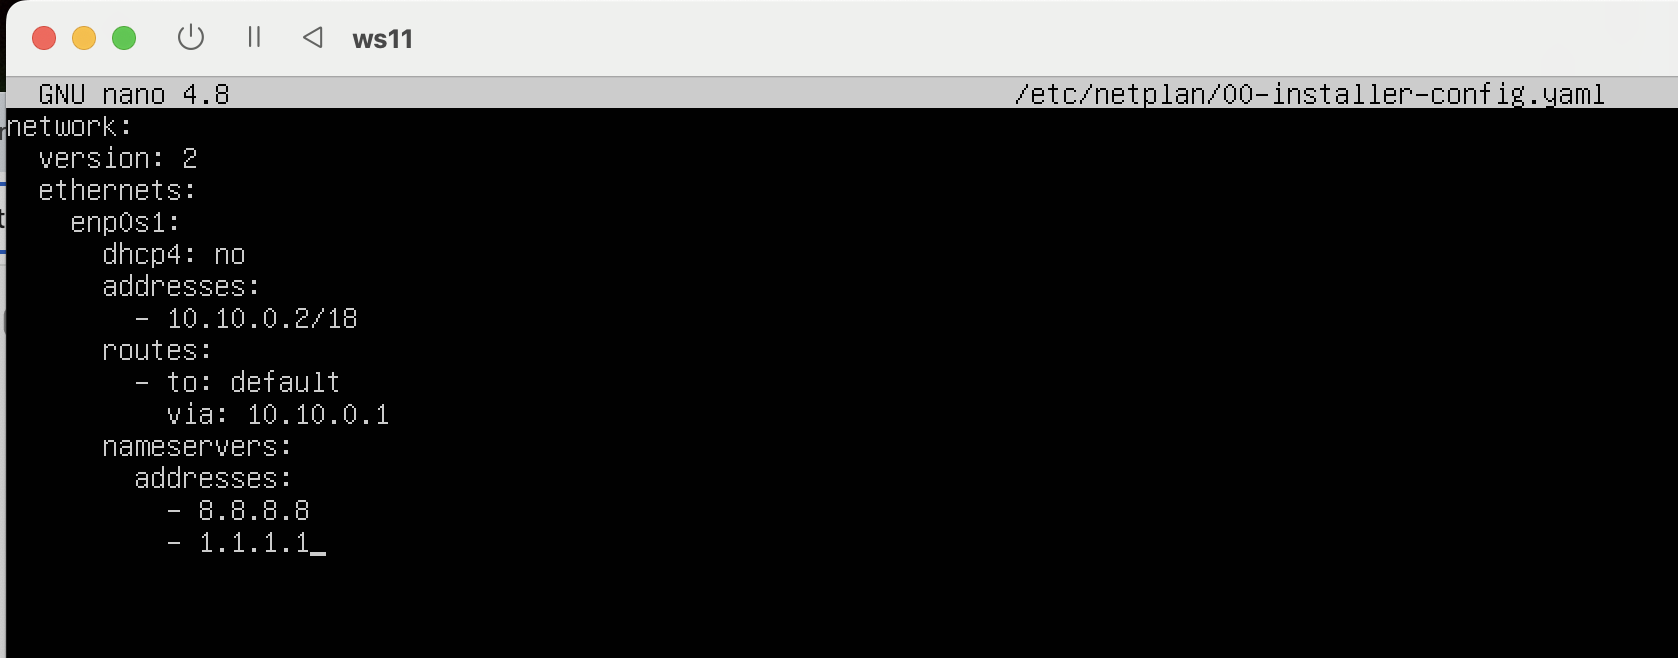 ws11
GNU nano 4.8 /etc/netplan/00-installer-config.yaml
network:
  version: 2
  ethernets:
    enp0s1:
      dhcp4: no
      addresses:
        - 10.10.0.2/18
      routes:
        - to: default
          via: 10.10.0.1
      nameservers:
        addresses:
          - 8.8.8.8
          - 1.1.1.1